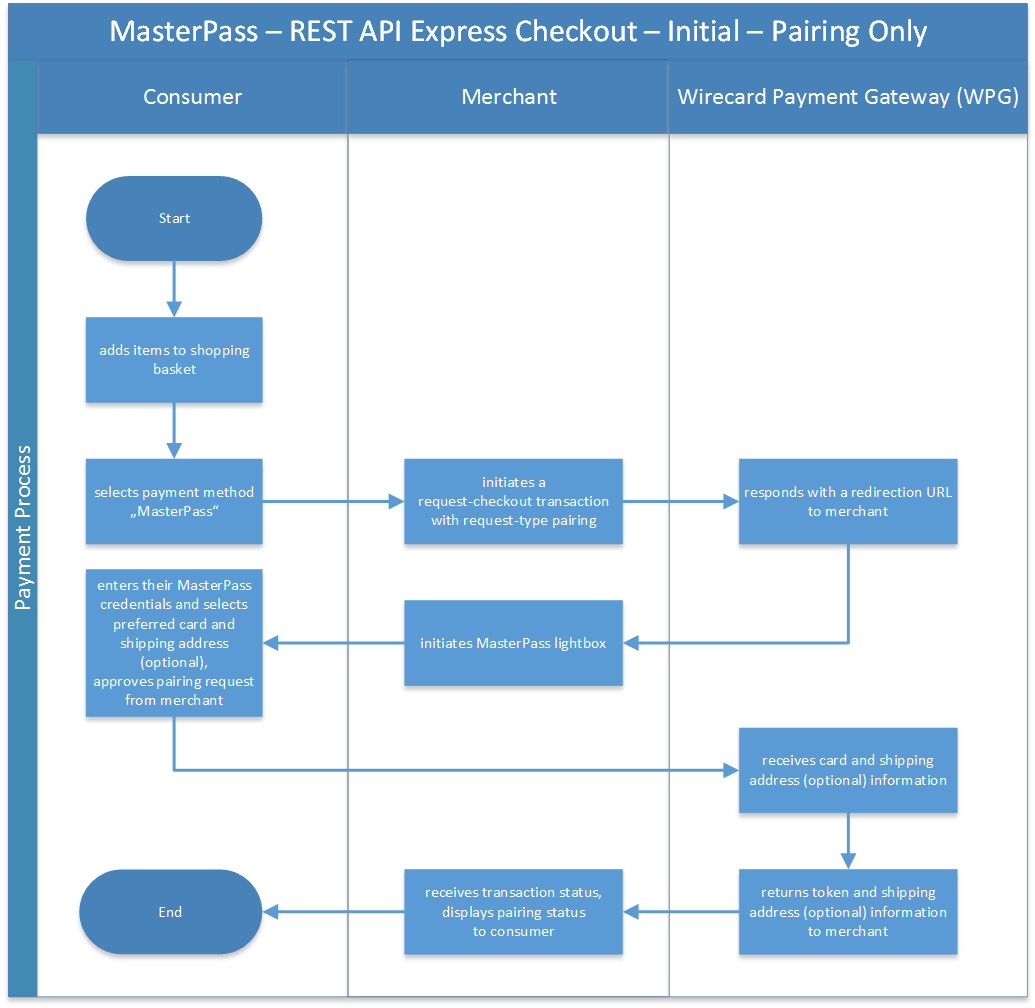 MasterPass – REST API Express Checkout – Initial – Pairing Only
Consumer
Merchant
Wirecard Payment Gateway (WPG)
Payment Process
Start
adds items to shopping
basket
selects payment method
„MasterPass“
initiates a
request-checkout transaction
with request-type pairing
responds with a redirection URL
to merchant
initiates MasterPass lightbox
enters their MasterPass
credentials and selects
preferred card and
shipping address
(optional),
approves pairing request
from merchant
receives card and shipping
address (optional) information
returns token and shipping
address (optional) information
to merchant
receives transaction status,
displays pairing status
to consumer
End